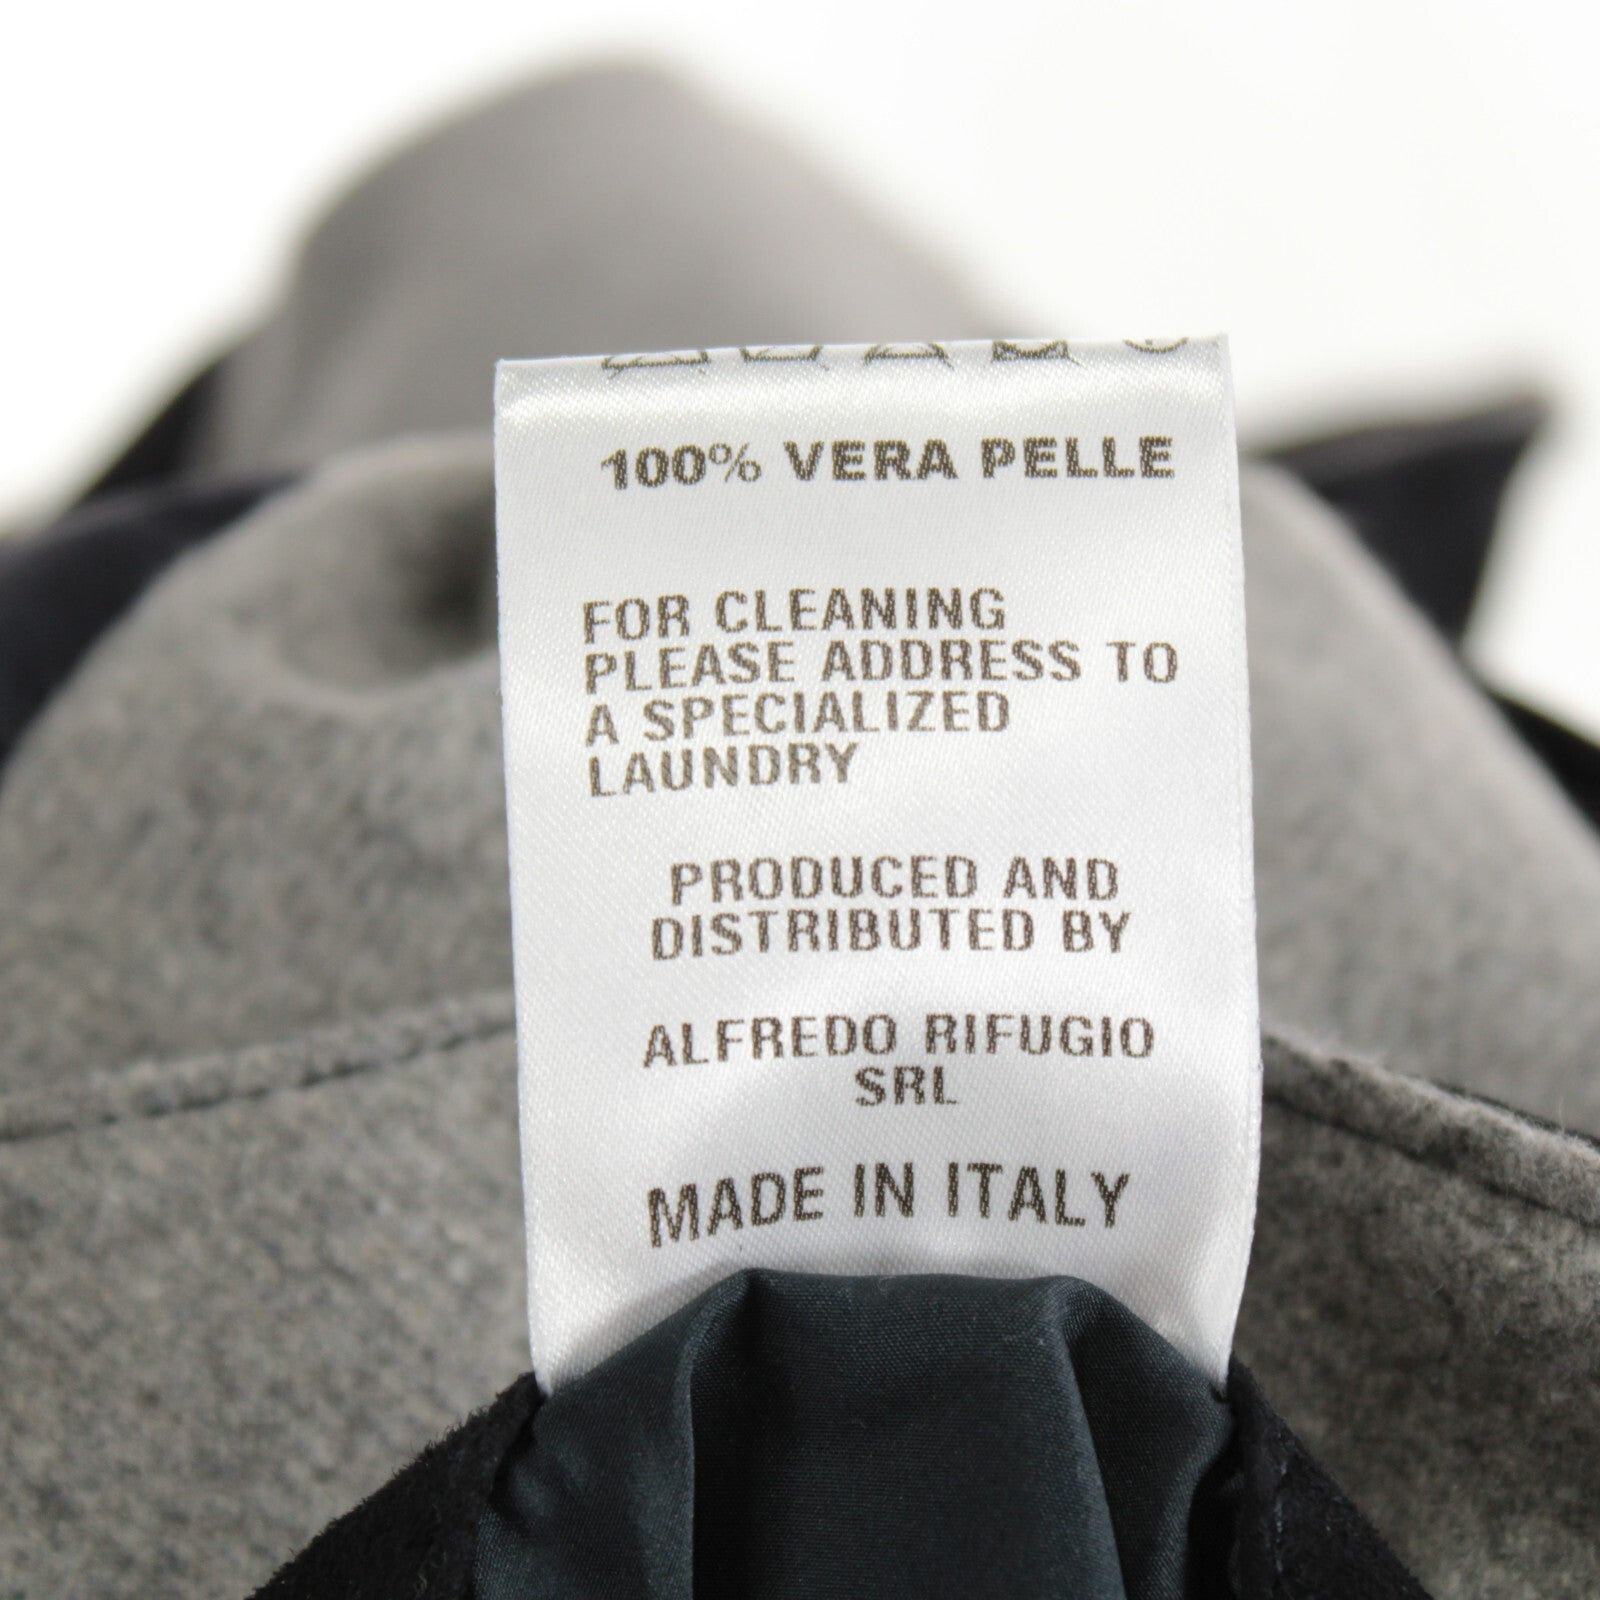 100% VERA PELLE
FOR CLEANING
PLEASE ADDRESS TO
A SPECIALIZED
LAUNDRY
PRODUCED AND
DISTRIBUTED BY
ALFREDO RIFUGIO
SRL
MADE IN ITALY